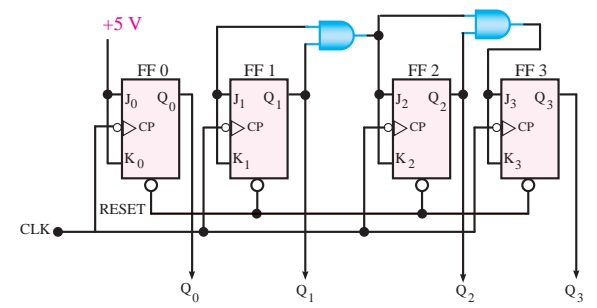 +5 V
FF 0 FF 1 FF 2 FF 3
J₀ Q₀ J₁ Q₁ J₂ Q₂ J₃ Q₃
CP CP CP CP
K₀ K₁ K₂ K₃
RESET
CLK
Q₀ Q₁ Q₂ Q₃